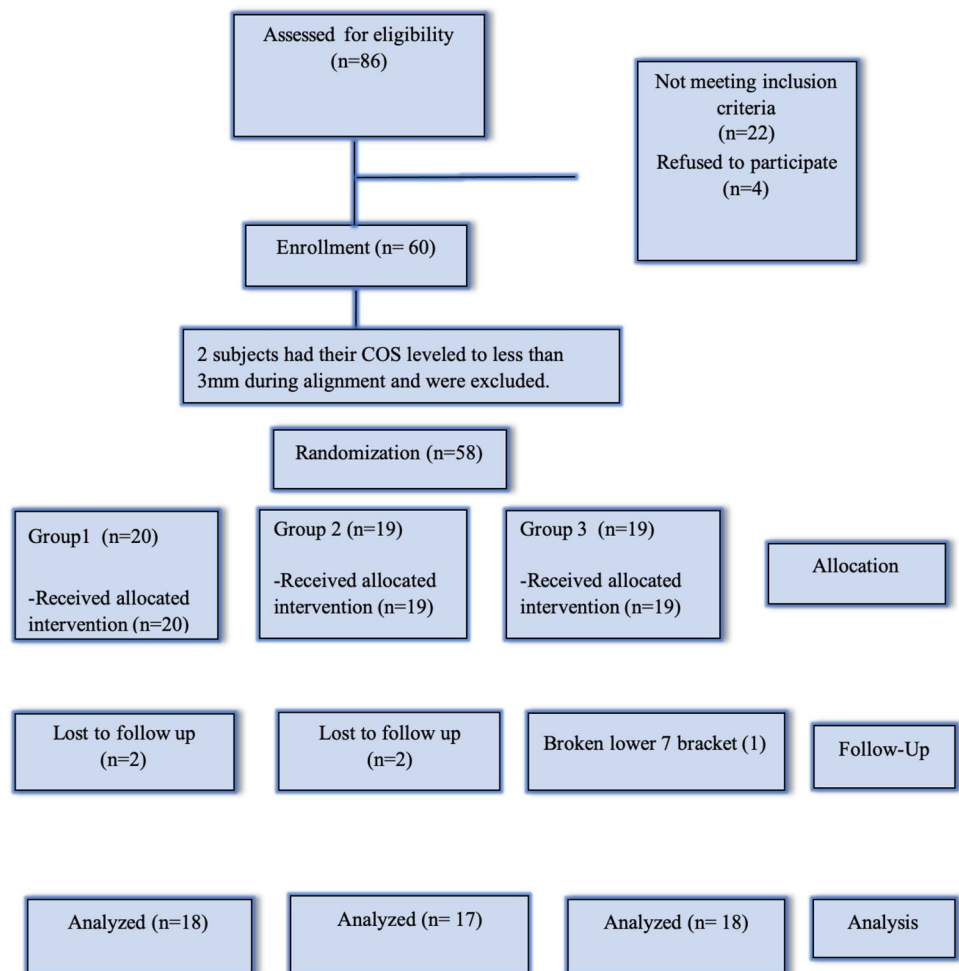 Assessed for eligibility
(n=86)
Not meeting inclusion
criteria
(n=22)
Refused to participate
(n=4)
Enrollment (n= 60)
2 subjects had their COS leveled to less than
3mm during alignment and were excluded.
Randomization (n=58)
Group1 (n=20)
-Received allocated
intervention (n=20)
Group 2 (n=19)
-Received allocated
intervention (n=19)
Group 3 (n=19)
-Received allocated
intervention (n=19)
Allocation
Lost to follow up
(n=2)
Lost to follow up
(n=2)
Broken lower 7 bracket (1)
Follow-Up
Analyzed (n=18)
Analyzed (n= 17)
Analyzed (n= 18)
Analysis